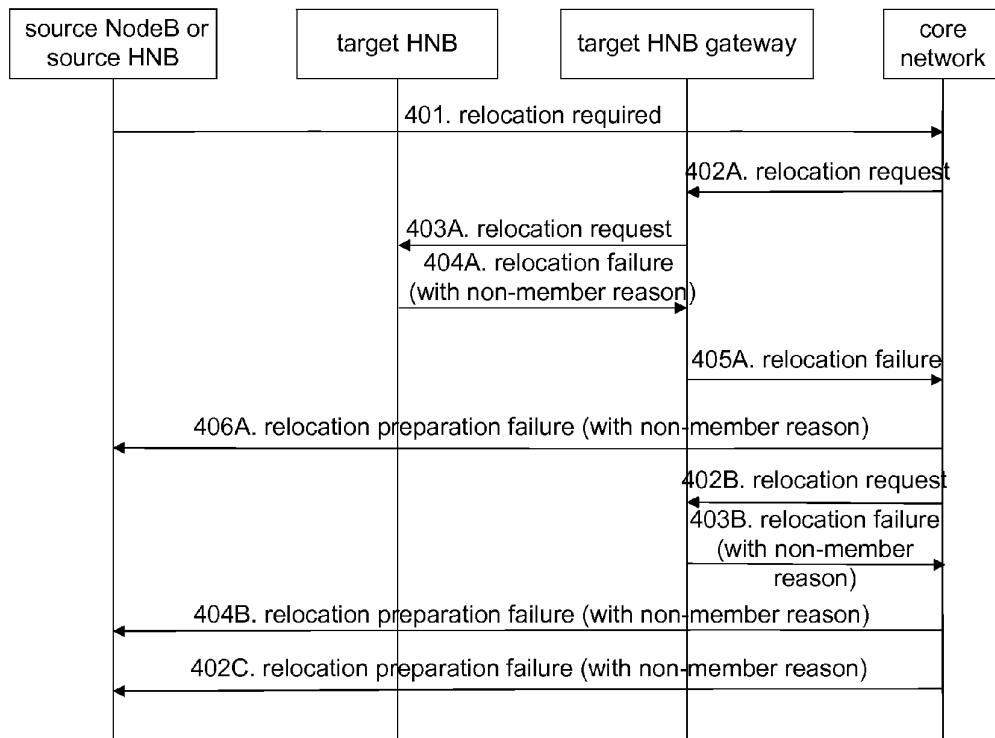 source NodeB or
source HNB
target HNB
target HNB gateway
core
network
401. relocation required
402A. relocation request
403A. relocation request
404A. relocation failure
(with non-member reason)
405A. relocation failure
406A. relocation preparation failure (with non-member reason)
402B. relocation request
403B. relocation failure
(with non-member
reason)
404B. relocation preparation failure (with non-member reason)
402C. relocation preparation failure (with non-member reason)